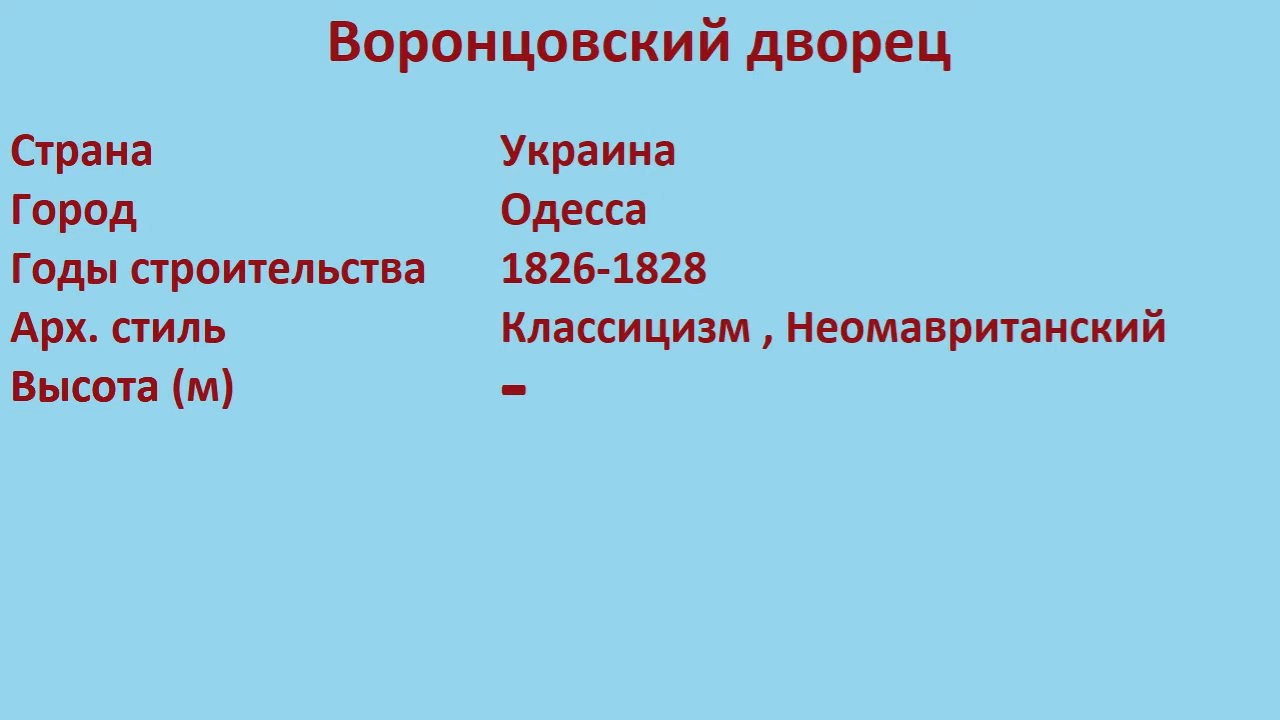 Воронцовский дворец
Страна Украина
Город Одесса
Годы строительства 1826-1828
Арх. стиль Классицизм , Неомавританский
Высота (м) -